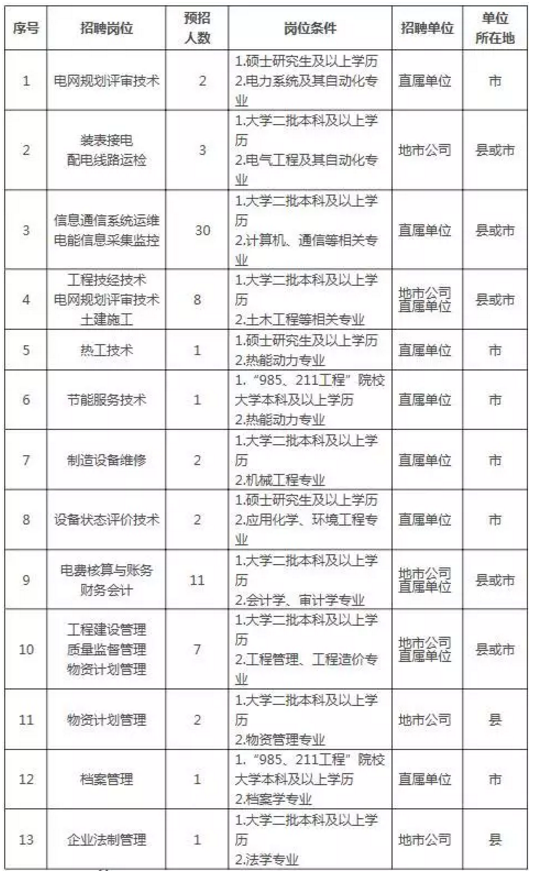 序号 招聘岗位 预招人数 岗位条件 招聘单位 单位所在地
1 电网规划评审技术 2 1.硕士研究生及以上学历
2.电力系统及其自动化专业 直属单位 市
2 装表接电
配电线路运检 3 1.大学二批本科及以上学历
2.电气工程及其自动化专业 地市公司 县或市
3 信息通信系统运维
电能信息采集监控 30 1.大学二批本科及以上学历
2.计算机、通信等相关专业 直属单位 县或市
4 工程技经技术
电网规划评审技术
土建施工 8 1.大学二批本科及以上学历
2.土木工程等相关专业 地市公司
直属单位 县或市
5 热工技术 1 1.硕士研究生及以上学历
2.热能动力专业 直属单位 市
6 节能服务技术 1 1.“985、211工程”院校大学本科及以上学历
2.热能动力专业 直属单位 市
7 制造设备维修 2 1.大学二批本科及以上学历
2.机械工程专业 直属单位 市
8 设备状态评价技术 2 1.硕士研究生及以上学历
2.应用化学、环境工程专业 直属单位 市
9 电费核算与账务
财务会计 11 1.大学二批本科及以上学历
2.会计学、审计学专业 地市公司
直属单位 县或市
10 工程建设管理
质量监督管理
物资计划管理 7 1.大学二批本科及以上学历
2.工程管理、工程造价专业 地市公司
直属单位 县或市
11 物资计划管理 2 1.大学二批本科及以上学历
2.物资管理专业 地市公司 县
12 档案管理 1 1.“985、211工程”院校大学本科及以上学历
2.档案学专业 直属单位 市
13 企业法制管理 1 1.大学二批本科及以上学历
2.法学专业 地市公司 县